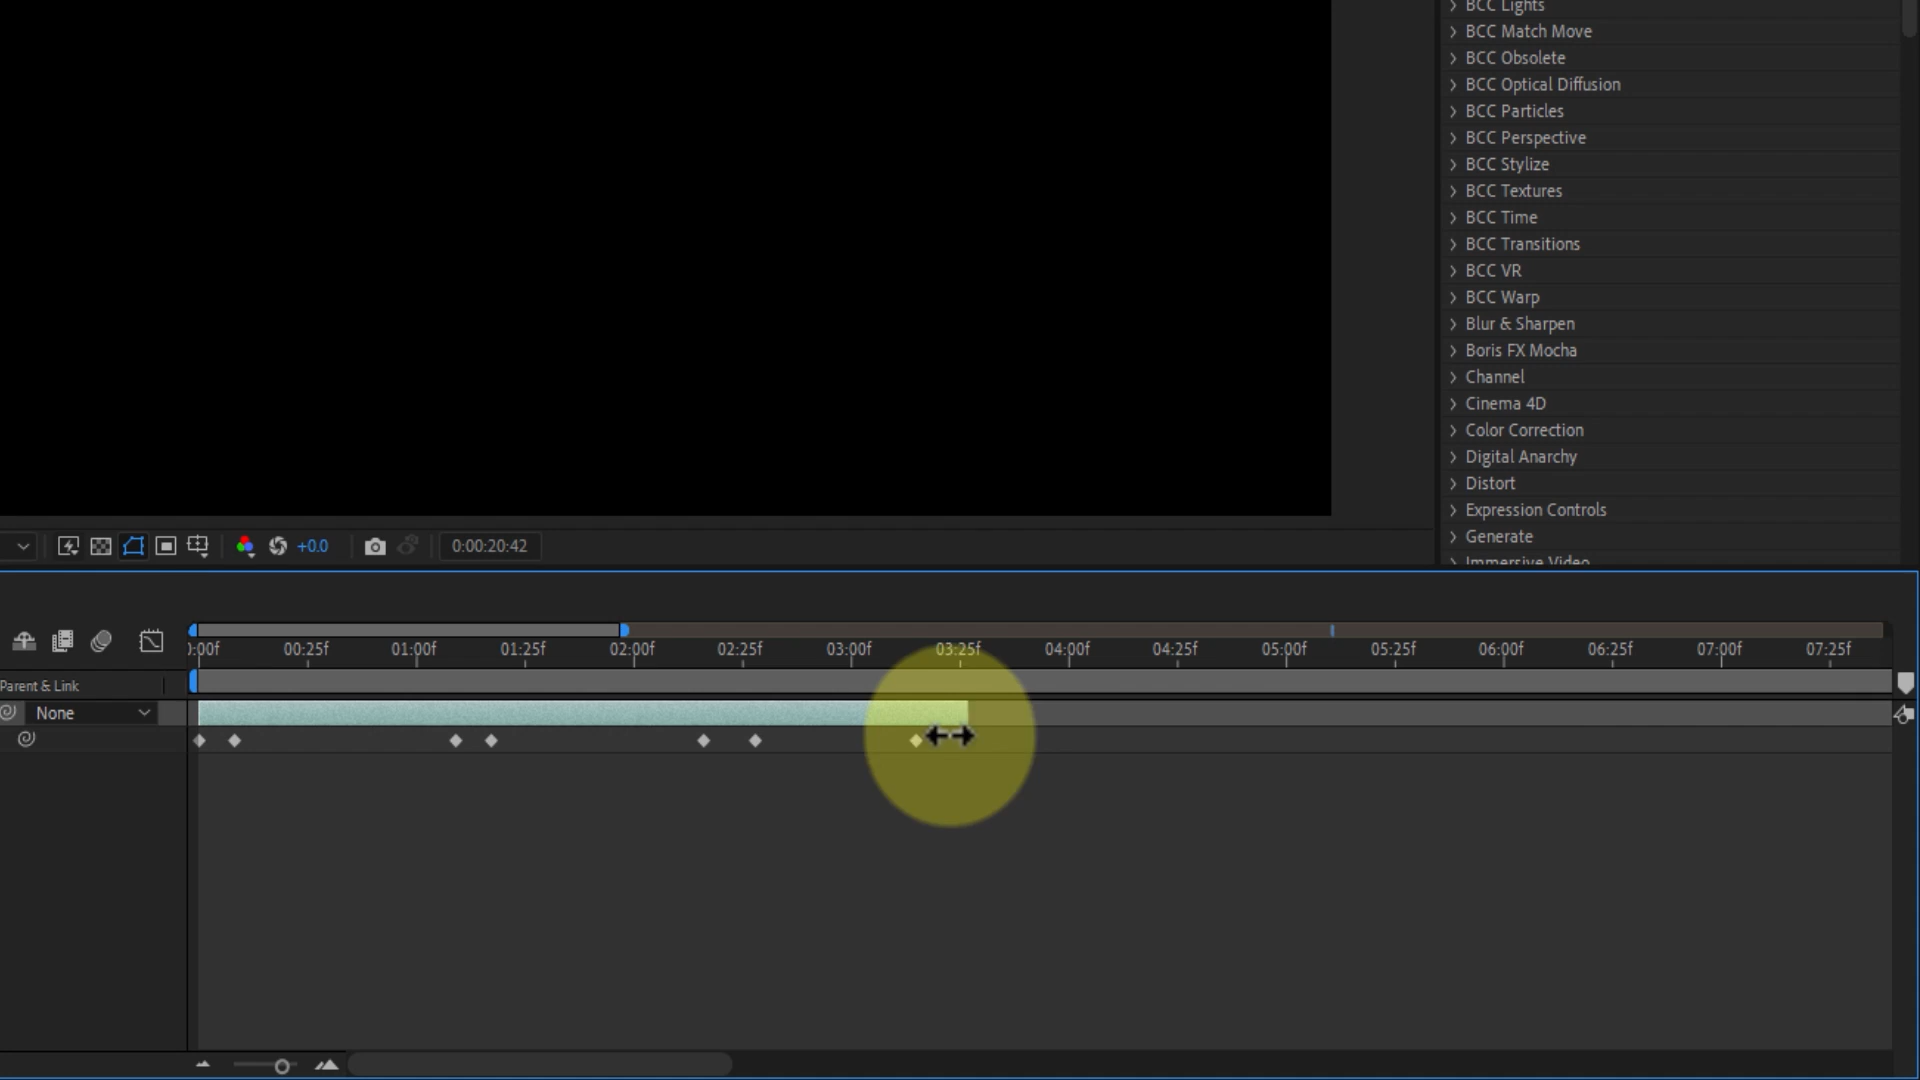 BCC Lights
BCC Match Move
BCC Obsolete
BCC Optical Diffusion
BCC Particles
BCC Perspective
BCC Stylize
BCC Textures
BCC Time
BCC Transitions
BCC VR
BCC Warp
Blur & Sharpen
Boris FX Mocha
Channel
Cinema 4D
Color Correction
Digital Anarchy
Distort
Expression Controls
Generate
Immersive Video
+0.0 0:00:20:42
):00f 00:25f 01:00f 01:25f 02:00f 02:25f 03:00f 03:25f 04:00f 04:25f 05:00f 05:25f 06:00f 06:25f 07:00f 07:25f
Parent & Link
None